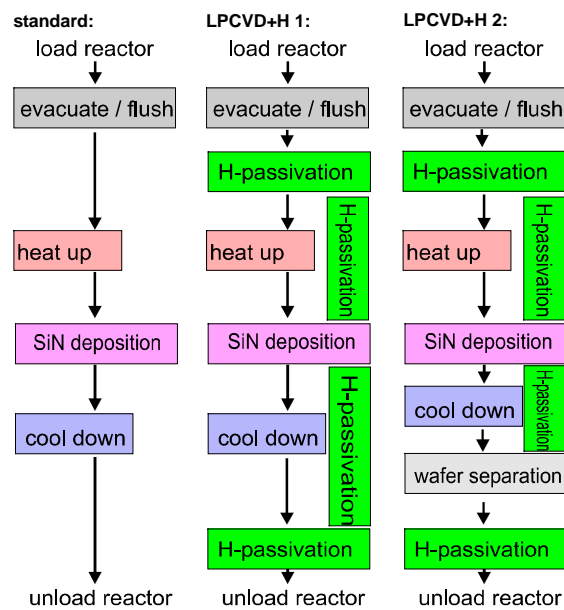 standard:
load reactor
evacuate / flush
heat up
SiN deposition
cool down
unload reactor
LPCVD+H 1:
load reactor
evacuate / flush
H-passivation
heat up
H-passivation
SiN deposition
cool down
H-passivation
H-passivation
unload reactor
LPCVD+H 2:
load reactor
evacuate / flush
H-passivation
heat up
H-passivation
SiN deposition
cool down
H-passivation
wafer separation
H-passivation
unload reactor